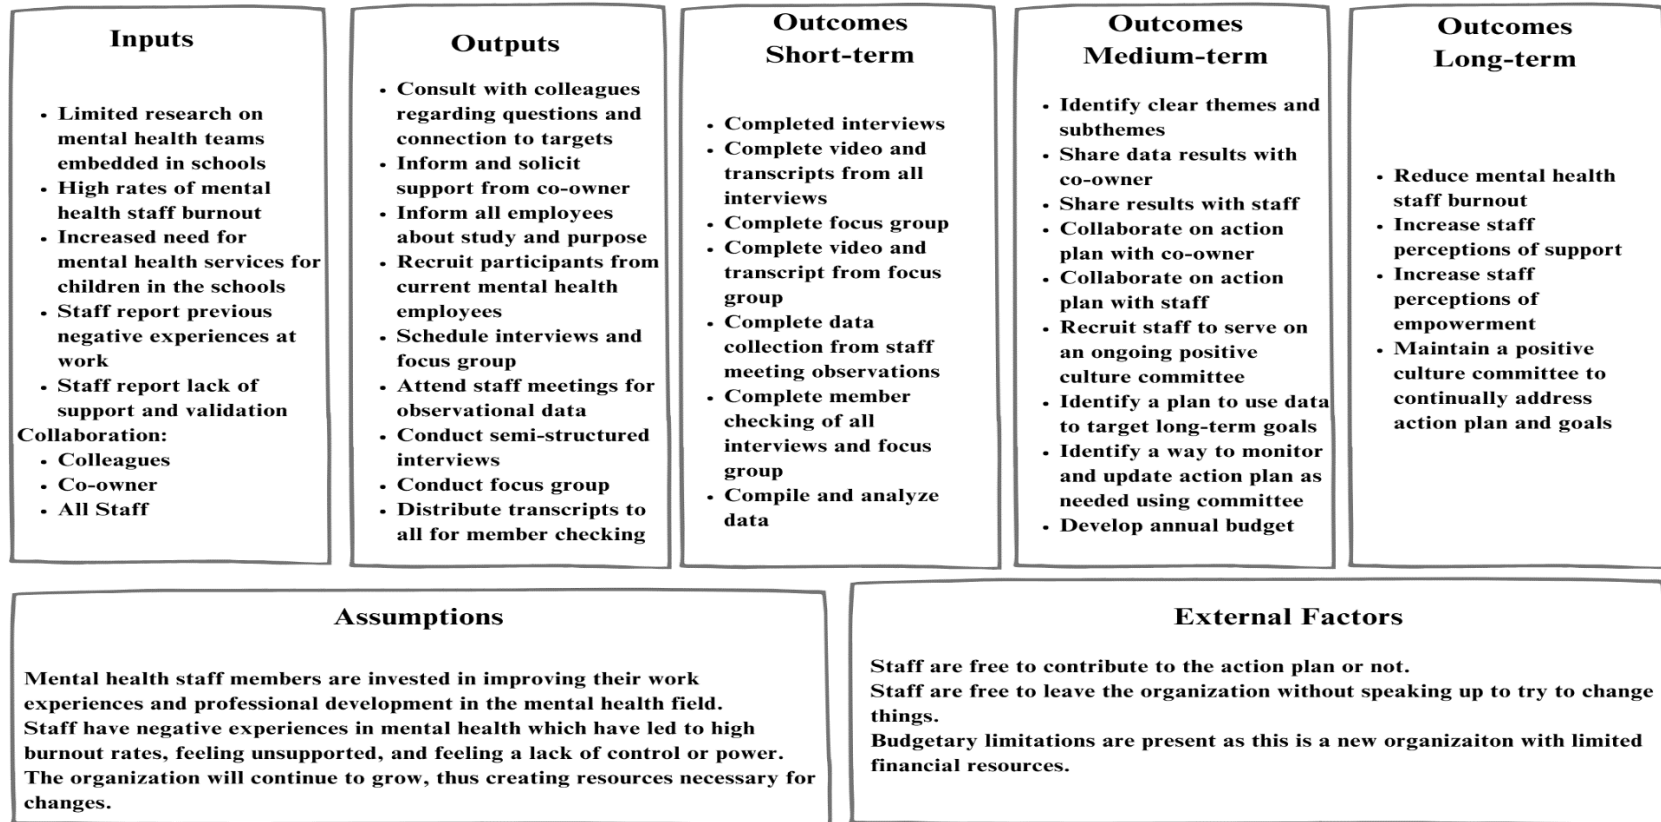 Inputs
• Limited research on
mental health teams
embedded in schools
• High rates of mental
health staff burnout
• Increased need for
mental health services for
children in the schools
• Staff report previous
negative experiences at
work
• Staff report lack of
support and validation
Collaboration:
• Colleagues
• Co-owner
• All Staff
Outputs
• Consult with colleagues
regarding questions and
connection to targets
• Inform and solicit
support from co-owner
• Inform all employees
about study and purpose
• Recruit participants from
current mental health
employees
• Schedule interviews and
focus group
• Attend staff meetings for
observational data
• Conduct semi-structured
interviews
• Conduct focus group
• Distribute transcripts to
all for member checking
Outcomes
Short-term
• Completed interviews
• Complete video and
transcripts from all
interviews
• Complete focus group
• Complete video and
transcript from focus
group
• Complete data
collection from staff
meeting observations
• Complete member
checking of all
interviews and focus
group
• Compile and analyze
data
Outcomes
Medium-term
• Identify clear themes and
subthemes
• Share data results with
co-owner
• Share results with staff
• Collaborate on action
plan with co-owner
• Collaborate on action
plan with staff
• Recruit staff to serve on
an ongoing positive
culture committee
• Identify a plan to use data
to target long-term goals
• Identify a way to monitor
and update action plan as
needed using committee
• Develop annual budget
Outcomes
Long-term
• Reduce mental health
staff burnout
• Increase staff
perceptions of support
• Increase staff
perceptions of
empowerment
• Maintain a positive
culture committee to
continually address
action plan and goals
Assumptions
Mental health staff members are invested in improving their work
experiences and professional development in the mental health field.
Staff have negative experiences in mental health which have led to high
burnout rates, feeling unsupported, and feeling a lack of control or power.
The organization will continue to grow, thus creating resources necessary for
changes.
External Factors
Staff are free to contribute to the action plan or not.
Staff are free to leave the organization without speaking up to try to change
things.
Budgetary limitations are present as this is a new organizaiton with limited
financial resources.